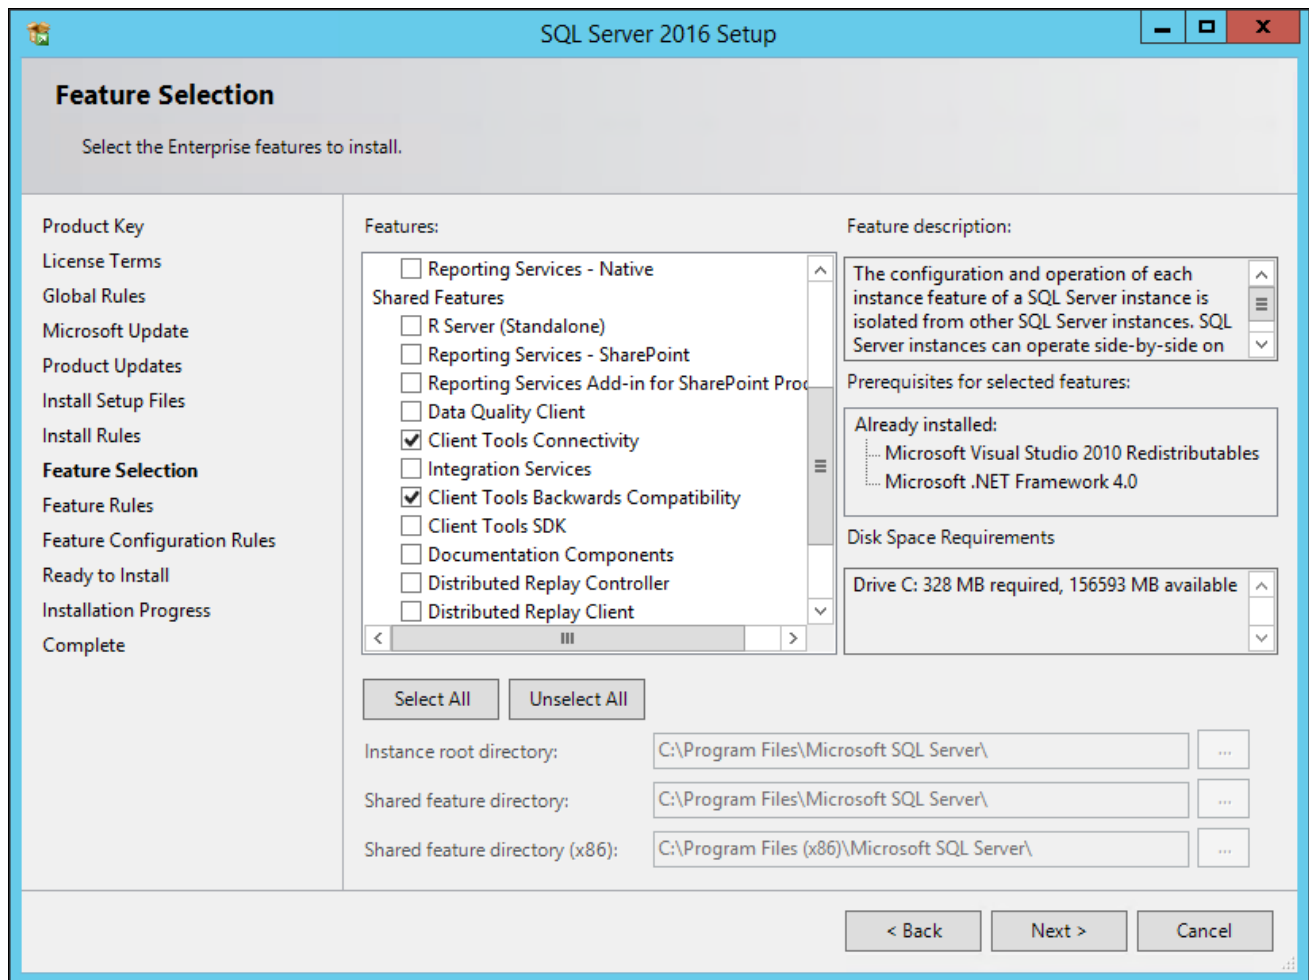 SQL Server 2016 Setup
Feature Selection
Select the Enterprise features to install.
Product Key
License Terms
Global Rules
Microsoft Update
Product Updates
Install Setup Files
Install Rules
Feature Selection
Feature Rules
Feature Configuration Rules
Ready to Install
Installation Progress
Complete
Features:
Reporting Services - Native
Shared Features
R Server (Standalone)
Reporting Services - SharePoint
Reporting Services Add-in for SharePoint Proc
Data Quality Client
Client Tools Connectivity
Integration Services
Client Tools Backwards Compatibility
Client Tools SDK
Documentation Components
Distributed Replay Controller
Distributed Replay Client
Feature description:
The configuration and operation of each
instance feature of a SQL Server instance is
isolated from other SQL Server instances. SQL
Server instances can operate side-by-side on
Prerequisites for selected features:
Already installed:
Microsoft Visual Studio 2010 Redistributables
Microsoft .NET Framework 4.0
Disk Space Requirements
Drive C: 328 MB required, 156593 MB available
Select All
Unselect All
Instance root directory:
C:\Program Files\Microsoft SQL Server\
...
Shared feature directory:
C:\Program Files\Microsoft SQL Server\
...
Shared feature directory (x86):
C:\Program Files (x86)\Microsoft SQL Server\
...
< Back
Next >
Cancel